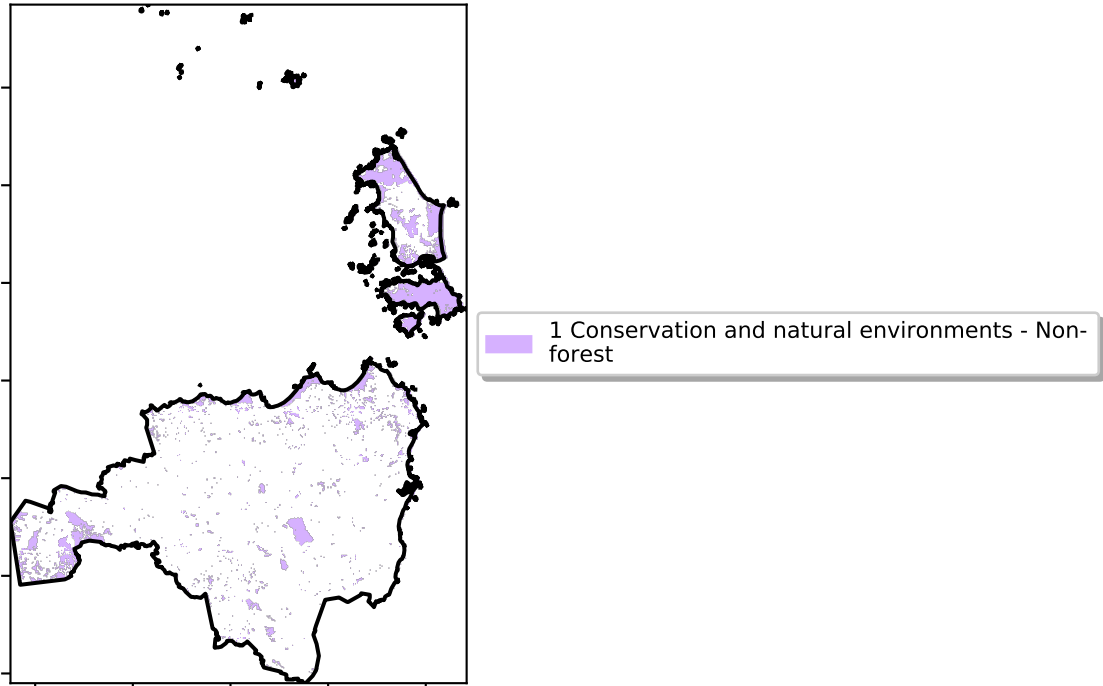 1 Conservation and natural environments - Non-
forest